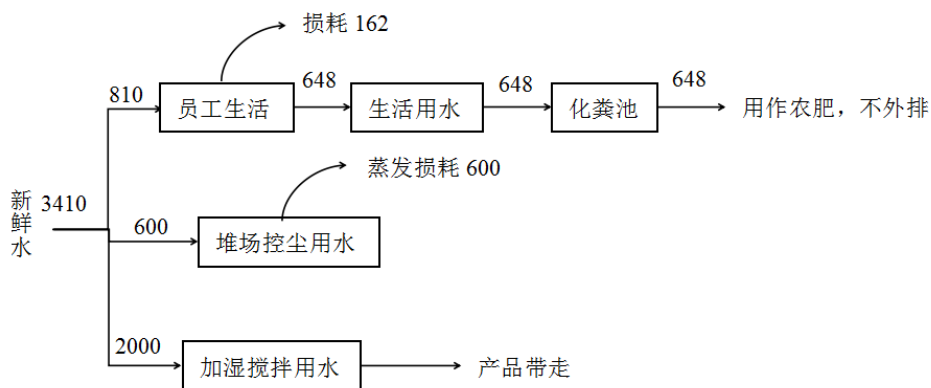 损耗 162
810
员工生活
648
生活用水
648
化粪池
648
用作农肥，不外排
蒸发损耗 600
新鲜水
3410
600
堆场控尘用水
2000
加湿搅拌用水
产品带走